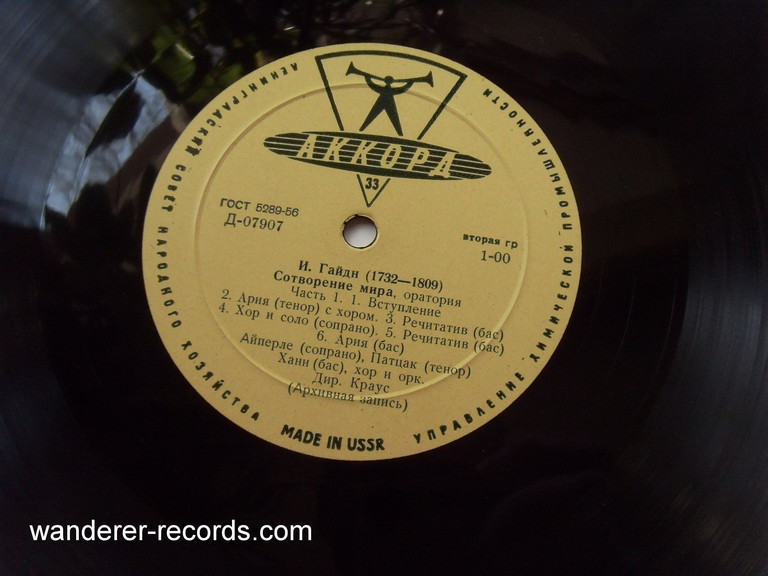 ЛЕНИНГРАДСКИЙ СОВЕТ НАРОДНОГО ХОЗЯЙСТВА
УПРАВЛЕНИЕ ХИМИЧЕСКОЙ ПРОМЫШЛЕННОСТИ
АККОРД
33
ГОСТ 5289-56
Д-07907
вторая гр
1-00
И. Гайдн (1732—1809)
Сотворение мира, оратория
Часть 1. 1. Вступление
2. Ария (тенор) с хором. 3. Речитатив (бас)
4. Хор и соло (сопрано). 5. Речитатив (бас)
6. Ария (бас)
Айперле (сопрано), Патцак (тенор)
Ханн (бас), хор и орк.
Дир. Краус
(Архивная запись)
MADE IN USSR
wanderer-records.com